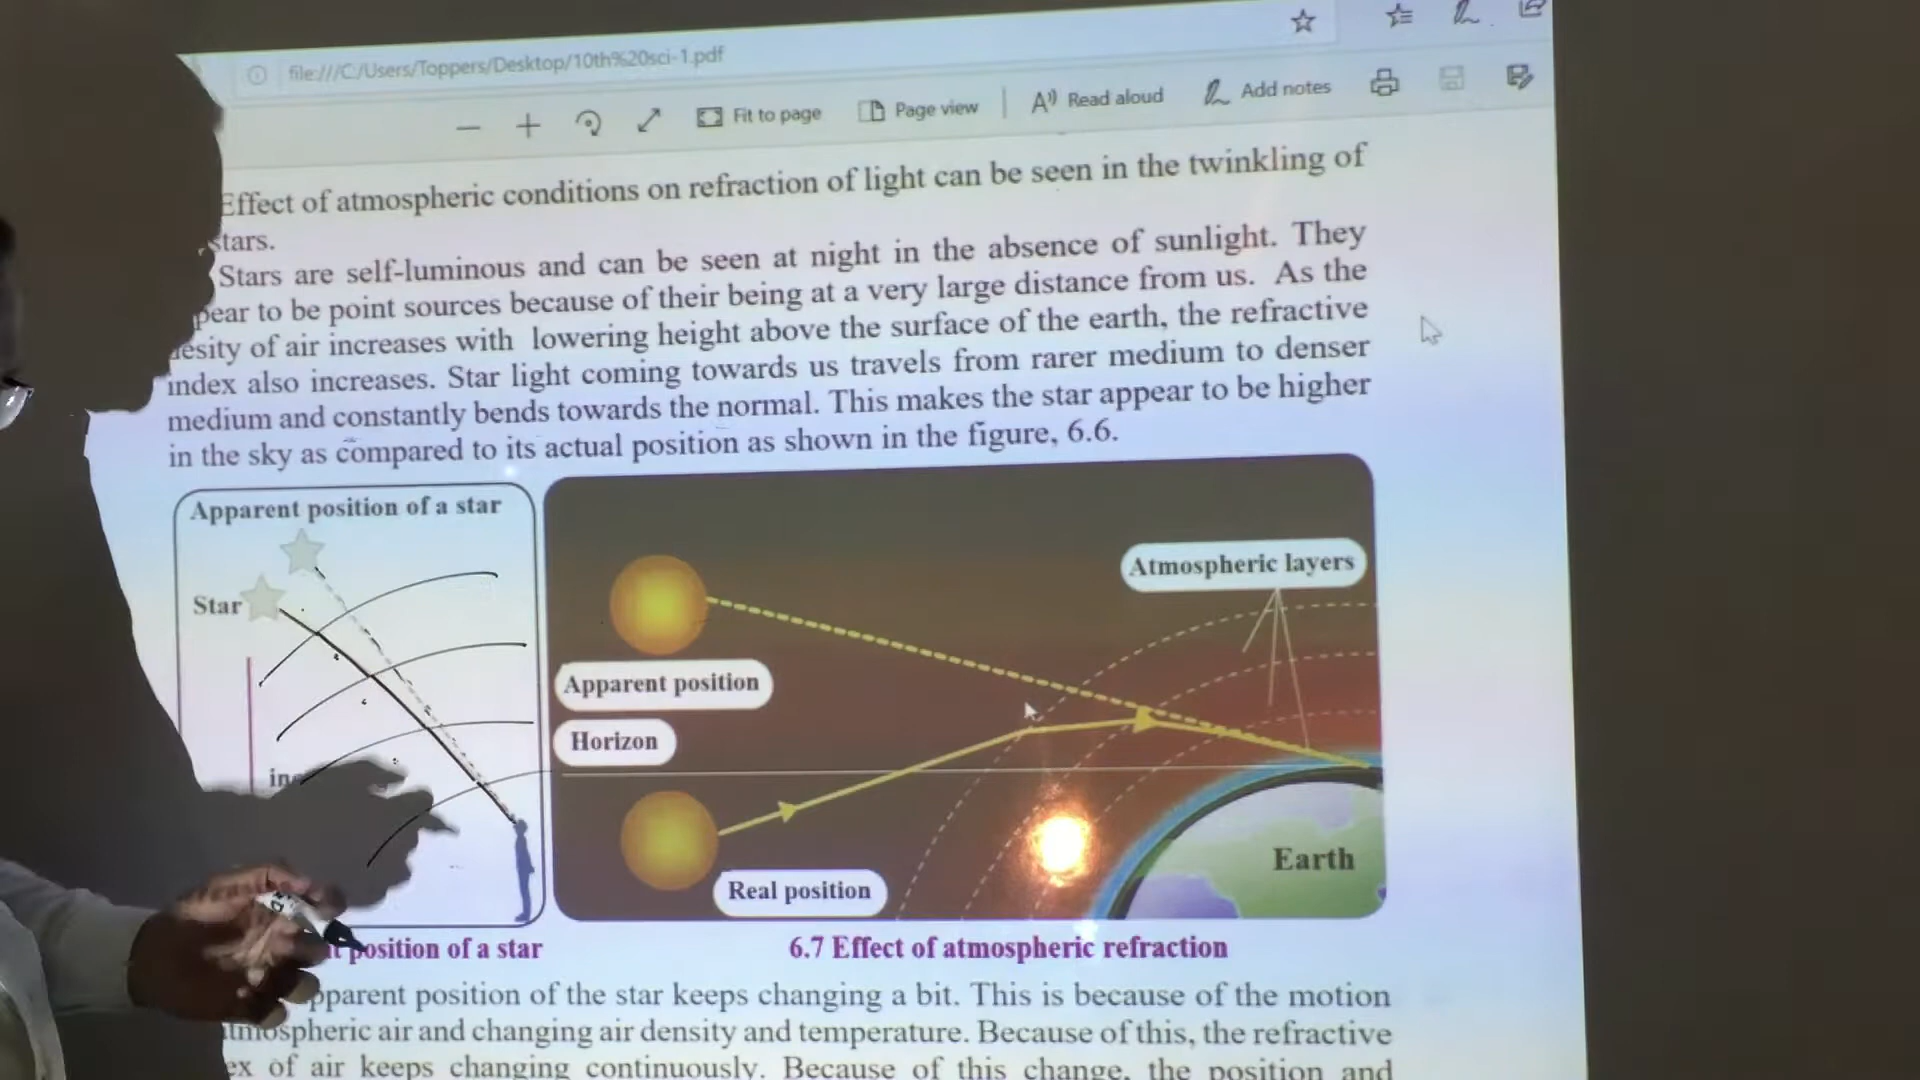 file:///C:/Users/Toppers/Desktop/10th%20sci-1.pdf
Fit to page Page view Read aloud Add notes
Effect of atmospheric conditions on refraction of light can be seen in the twinkling of
stars.
Stars are self-luminous and can be seen at night in the absence of sunlight. They
pear to be point sources because of their being at a very large distance from us. As the
esity of air increases with lowering height above the surface of the earth, the refractive
index also increases. Star light coming towards us travels from rarer medium to denser
medium and constantly bends towards the normal. This makes the star appear to be higher
in the sky as compared to its actual position as shown in the figure, 6.6.
Apparent position of a star
Star
Atmospheric layers
Apparent position
Horizon
Real position
Earth
position of a star
6.7 Effect of atmospheric refraction
pparent position of the star keeps changing a bit. This is because of the motion
tmospheric air and changing air density and temperature. Because of this, the refractive
ex of air keeps changing continuously. Because of this change, the position and